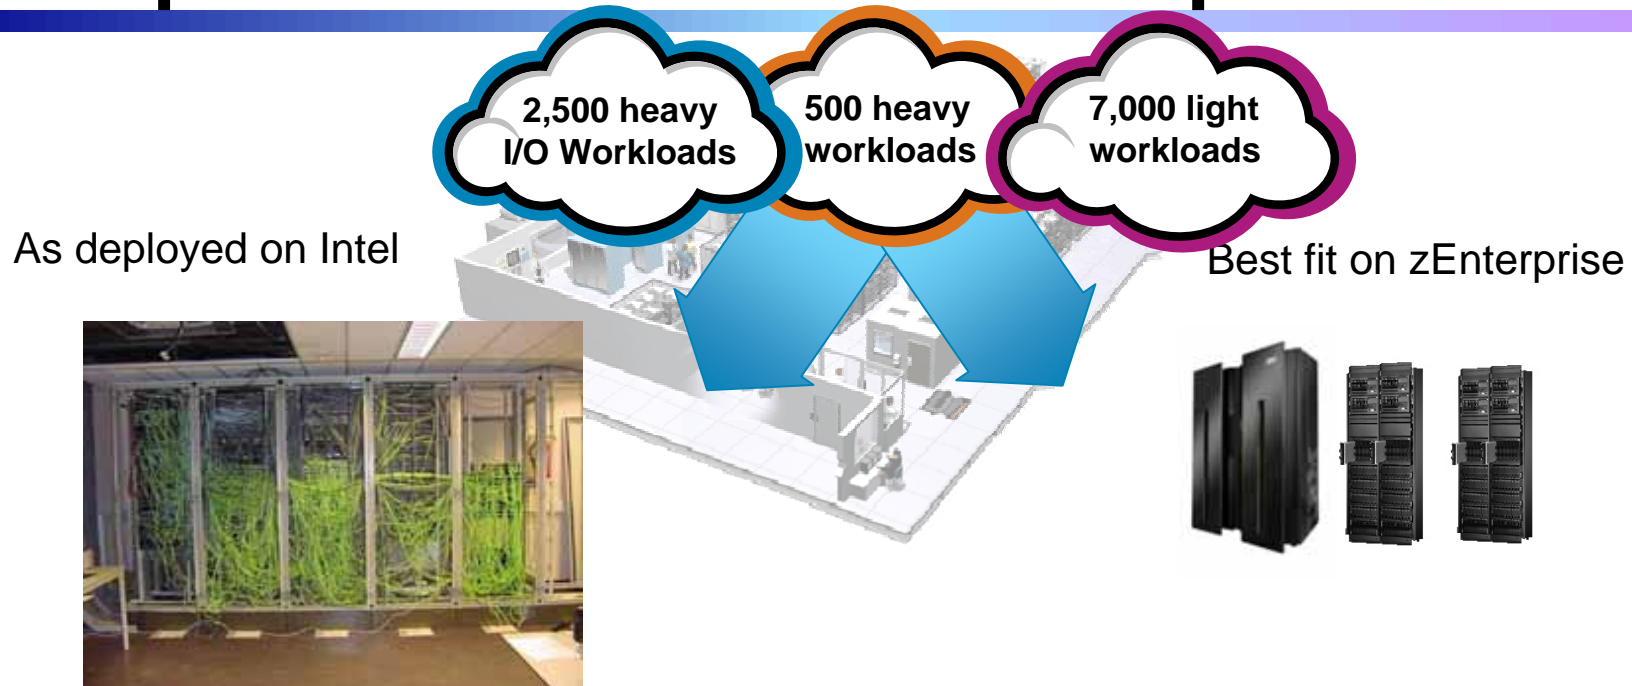 2,500 heavy
I/O Workloads
500 heavy
workloads
7,000 light
workloads
As deployed on Intel
Best fit on zEnterprise